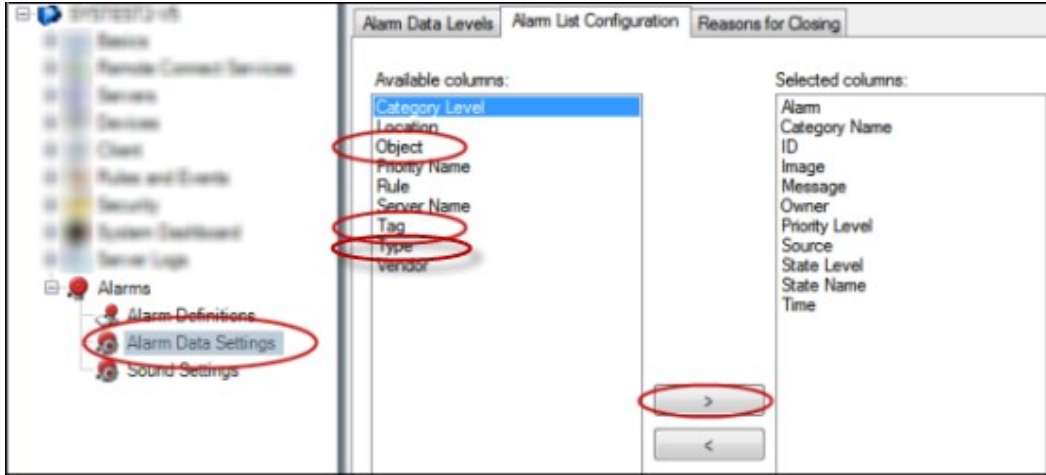 Alarms
Alarm Definitions
Alarm Data Settings
Sound Settings
Alarm Data Levels
Alarm List Configuration
Reasons for Closing
Available columns:
Category Level
Location
Object
Priority Name
Rule
Server Name
Tag
Type
Vendor
>
<
Selected columns:
Alarm
Category Name
ID
Image
Message
Owner
Priority Level
Source
State Level
State Name
Time